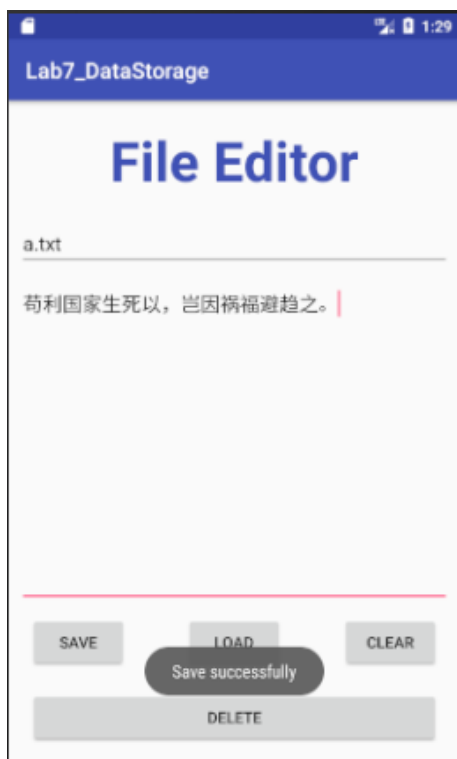 1:29
Lab7_DataStorage
File Editor
a.txt
苟利国家生死以，岂因祸福避趋之。
SAVE LOAD CLEAR
Save successfully
DELETE